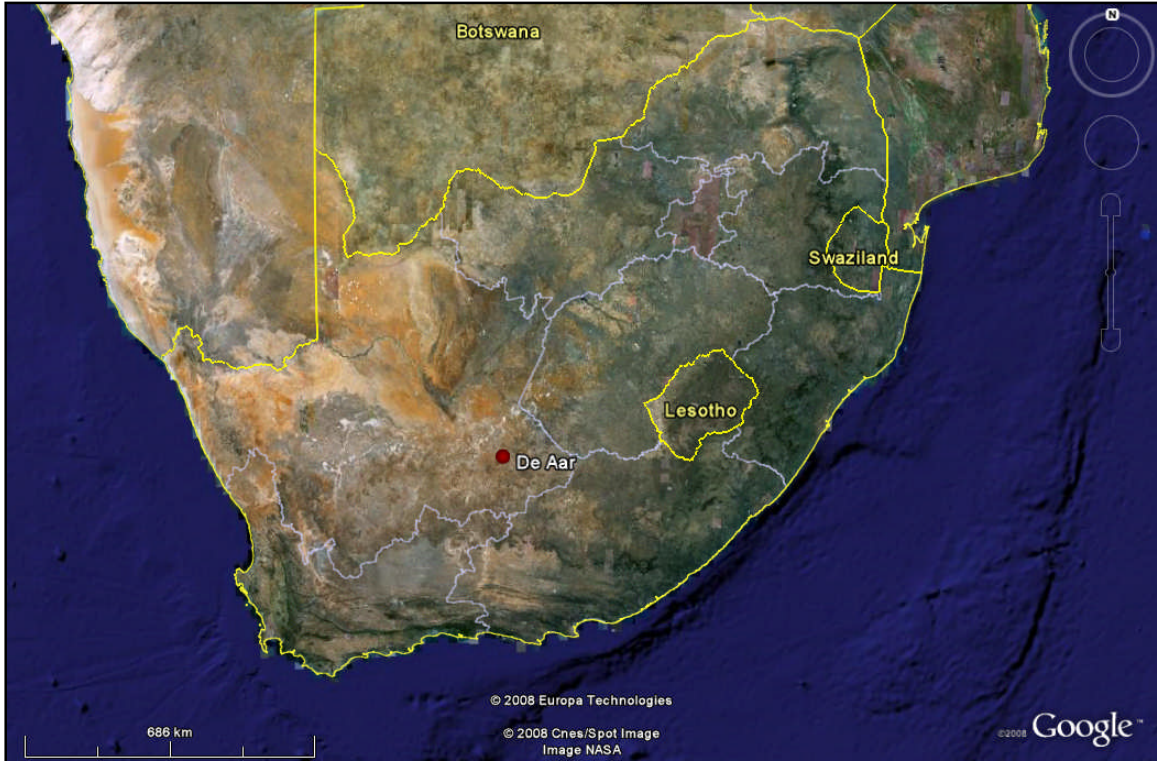 Botswana
N
Swaziland
Lesotho
De Aar
© 2008 Europa Technologies
686 km
© 2008 Cnes/Spot Image
Image NASA
©2008 Google™